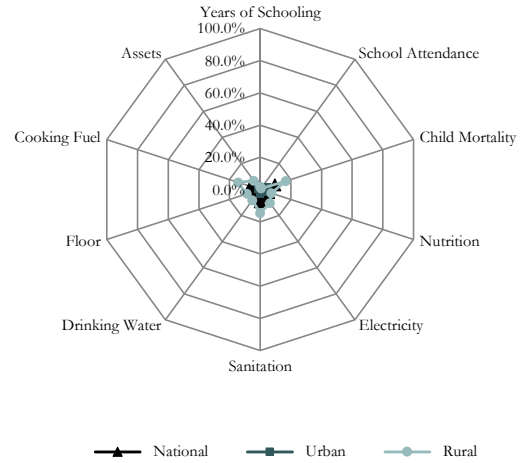 Years of Schooling
100.0%
Assets
School Attendance
80.0%
60.0%
Cooking Fuel
40.0%
Child Mortality
20.0%
0.0%
Floor
Nutrition
Drinking Water
Electricity
Sanitation
National Urban Rural